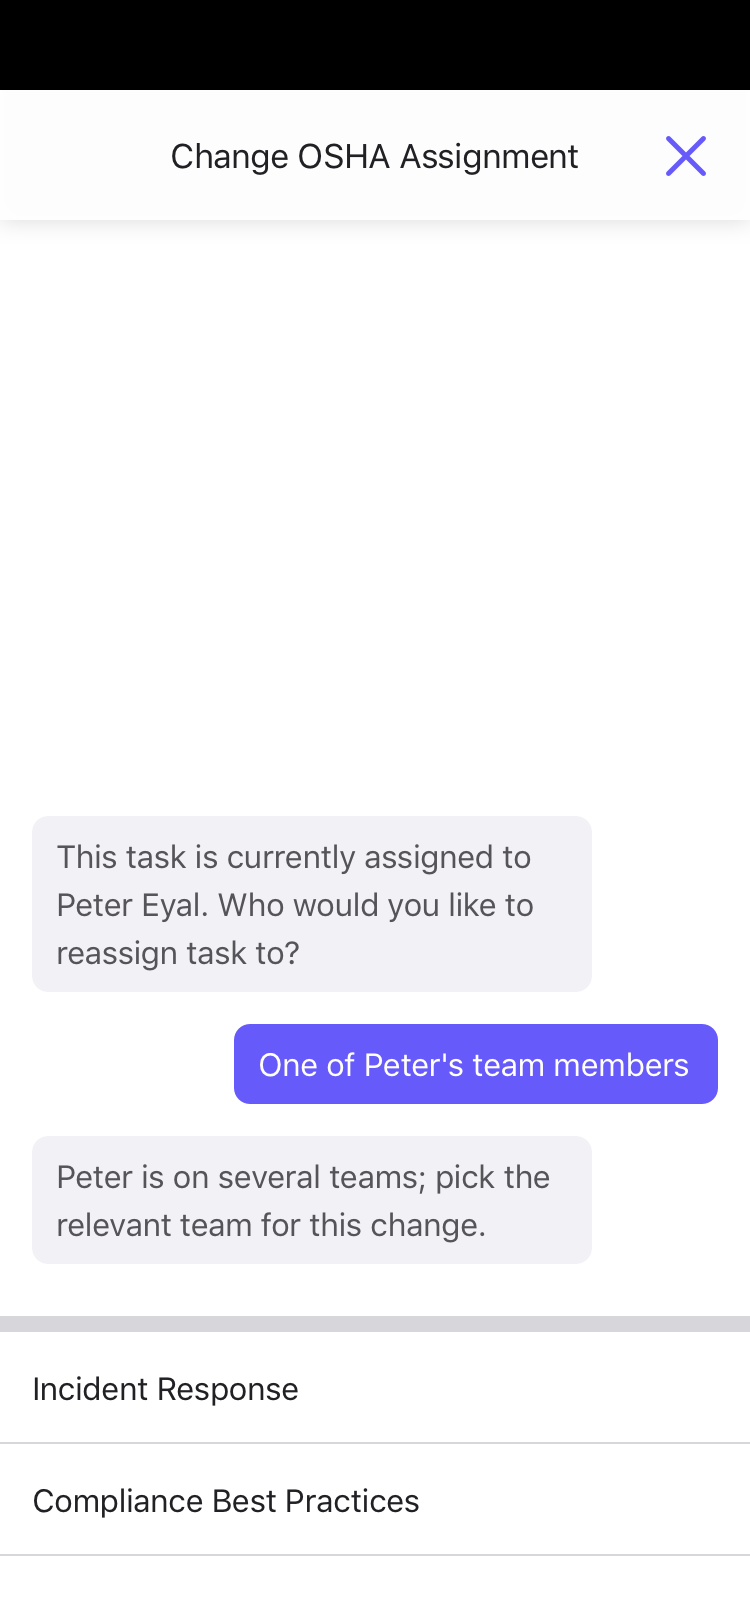 Change OSHA Assignment
This task is currently assigned to
Peter Eyal. Who would you like to
reassign task to?
One of Peter's team members
Peter is on several teams; pick the
relevant team for this change.
Incident Response
Compliance Best Practices